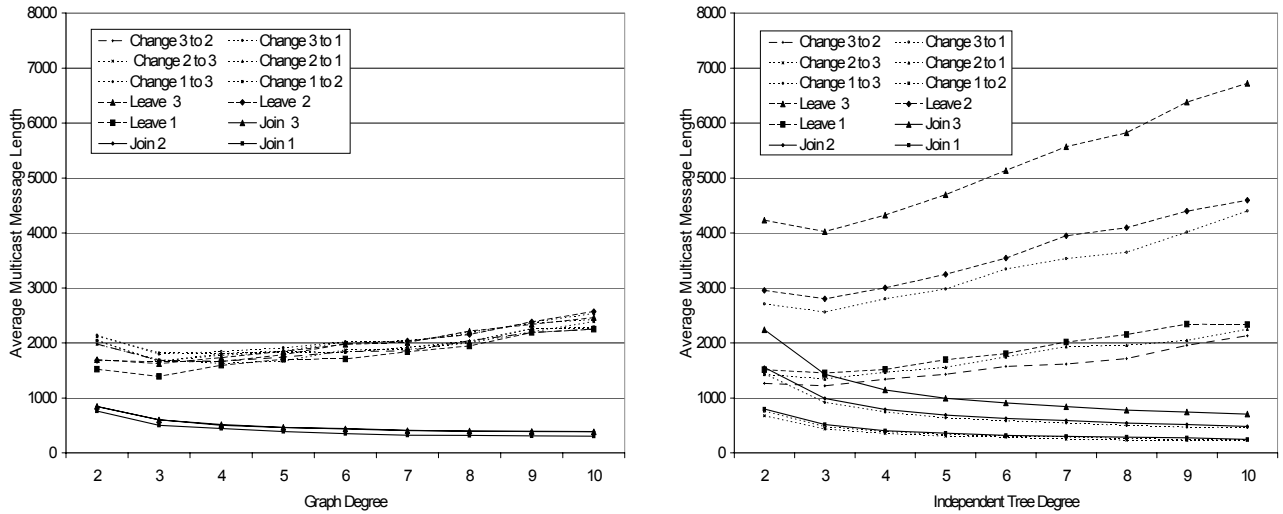 8000
7000
6000
5000
4000
3000
2000
1000
0
Average Multicast Message Length
Change 3 to 2 Change 3 to 1
Change 2 to 3 Change 2 to 1
Change 1 to 3 Change 1 to 2
Leave 3 Leave 2
Leave 1 Join 3
Join 2 Join 1
2 3 4 5 6 7 8 9 10
Graph Degree
8000
7000
6000
5000
4000
3000
2000
1000
0
Average Multicast Message Length
Change 3 to 2 Change 3 to 1
Change 2 to 3 Change 2 to 1
Change 1 to 3 Change 1 to 2
Leave 3 Leave 2
Leave 1 Join 3
Join 2 Join 1
2 3 4 5 6 7 8 9 10
Independent Tree Degree